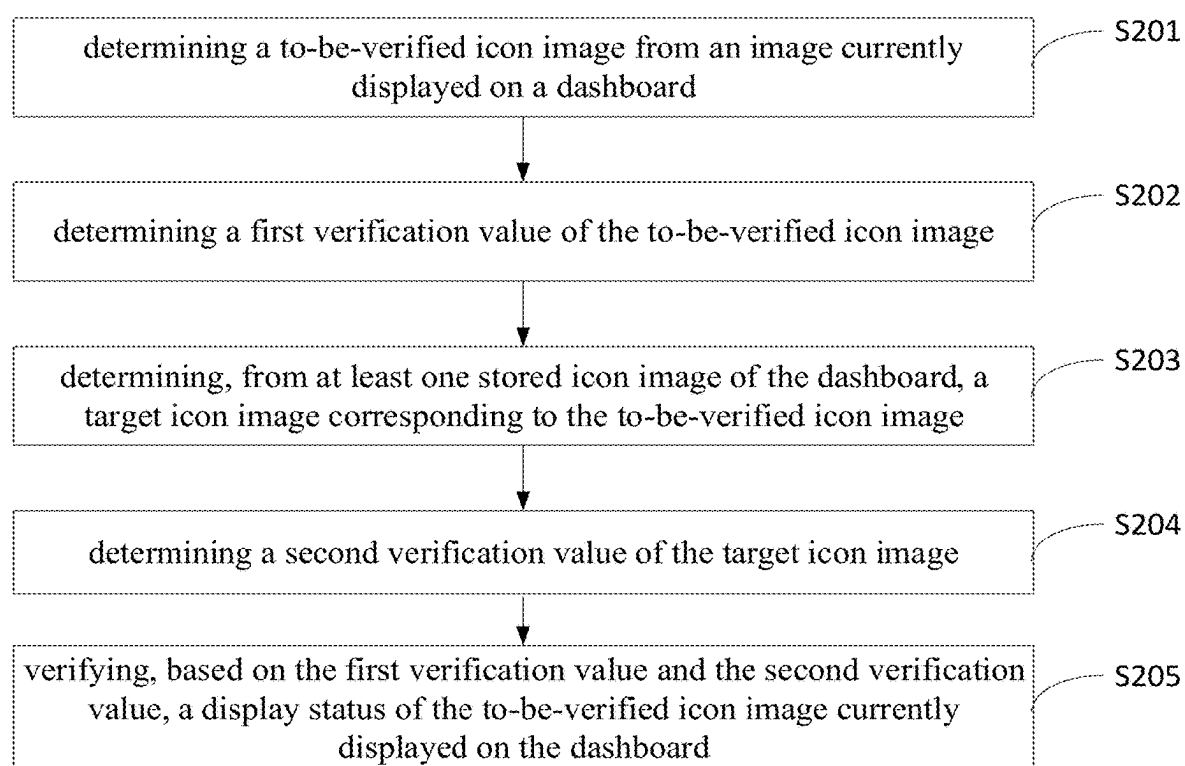 determining a to-be-verified icon image from an image currently
displayed on a dashboard
S201
determining a first verification value of the to-be-verified icon image
S202
determining, from at least one stored icon image of the dashboard, a
target icon image corresponding to the to-be-verified icon image
S203
determining a second verification value of the target icon image
S204
verifying, based on the first verification value and the second verification
value, a display status of the to-be-verified icon image currently
displayed on the dashboard
S205